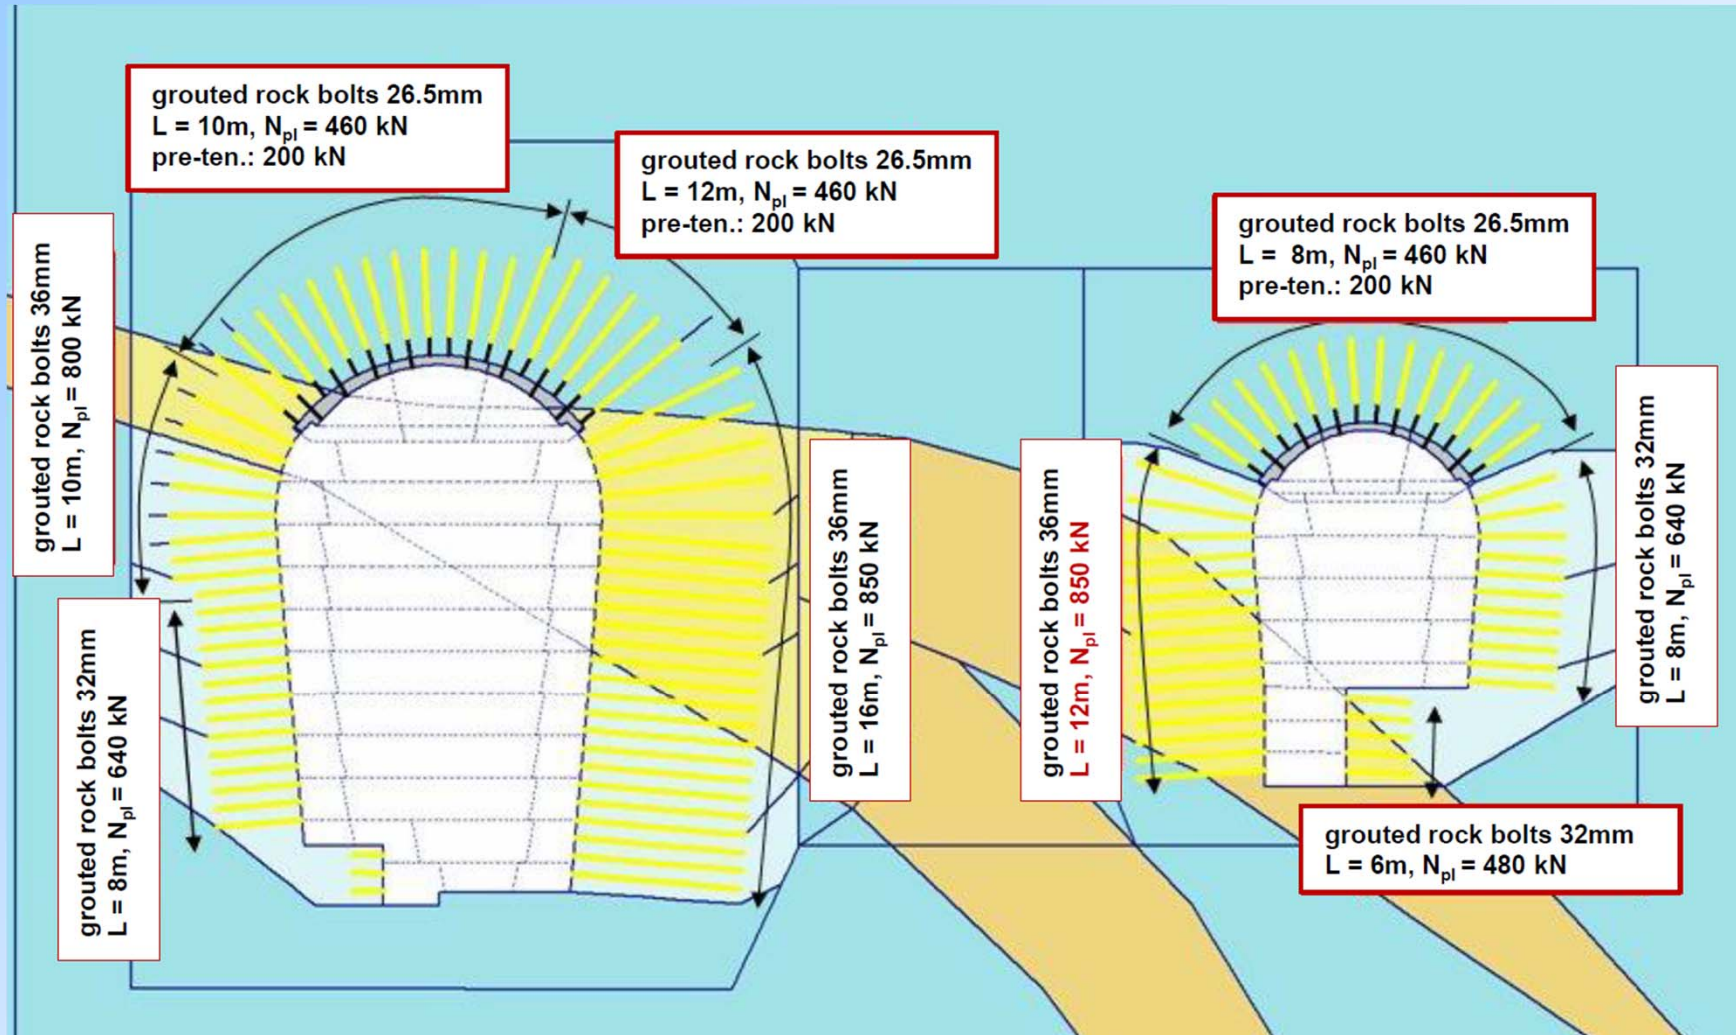 grouted rock bolts 26.5mm
L = 10m, Npl = 460 kN
pre-ten.: 200 kN
grouted rock bolts 26.5mm
L = 12m, Npl = 460 kN
pre-ten.: 200 kN
grouted rock bolts 26.5mm
L = 8m, Npl = 460 kN
pre-ten.: 200 kN
grouted rock bolts 36mm
L = 10m, Npl = 800 kN
grouted rock bolts 32mm
L = 8m, Npl = 640 kN
grouted rock bolts 36mm
L = 16m, Npl = 850 kN
grouted rock bolts 36mm
L = 12m, Npl = 850 kN
grouted rock bolts 32mm
L = 8m, Npl = 640 kN
grouted rock bolts 32mm
L = 6m, Npl = 480 kN